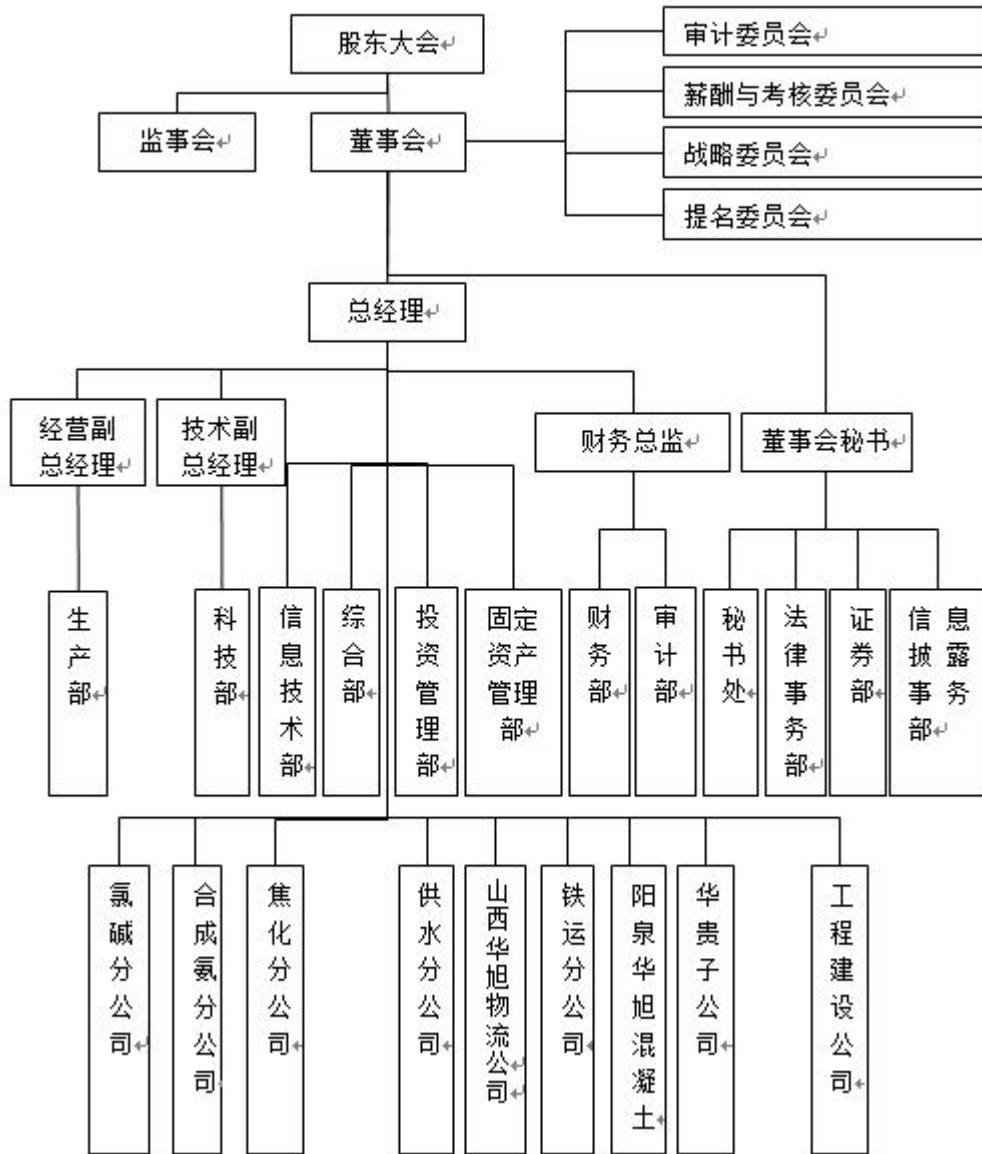 股东大会
审计委员会
薪酬与考核委员会
监事会
董事会
战略委员会
提名委员会
总经理
经营副
总经理
技术副
总经理
财务总监
董事会秘书
生产部
科技部
信息技术部
综合部
投资管理部
固定
资产
管理
部
财务部
审计部
秘书处
法律事务部
证券部
信息
披露
事务
部
氯碱分公司
合成氨分公司
焦化分公司
供水分公司
山西华旭物流公司
铁运分公司
阳泉华旭混凝土
华贵子公司
工程建设公司